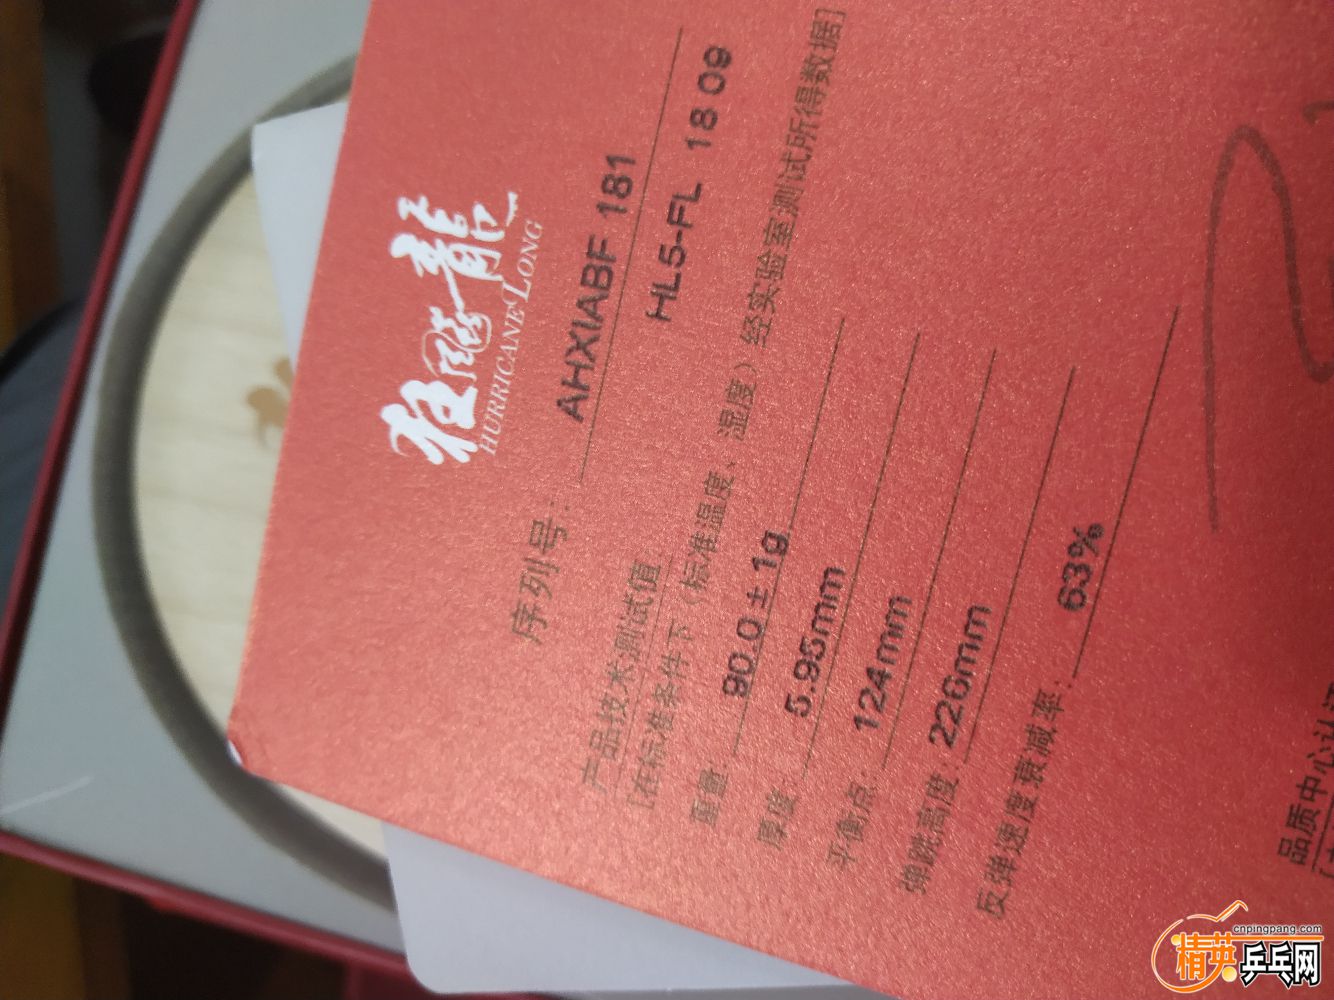 狂飚龍
HURRICANE LONG
序列号: AHXIABF 181
HL5-FL 18 09
产品技术测试值
[在标准条件下（标准温度、湿度）经实验室测试所得数据]
重量: 90.0 ± 1g
厚度: 5.95mm
平衡点: 124mm
弹跳高度: 226mm
反弹速度衰减率: 63%
品质中心认证
精英乒乓网
cnpingpang.com